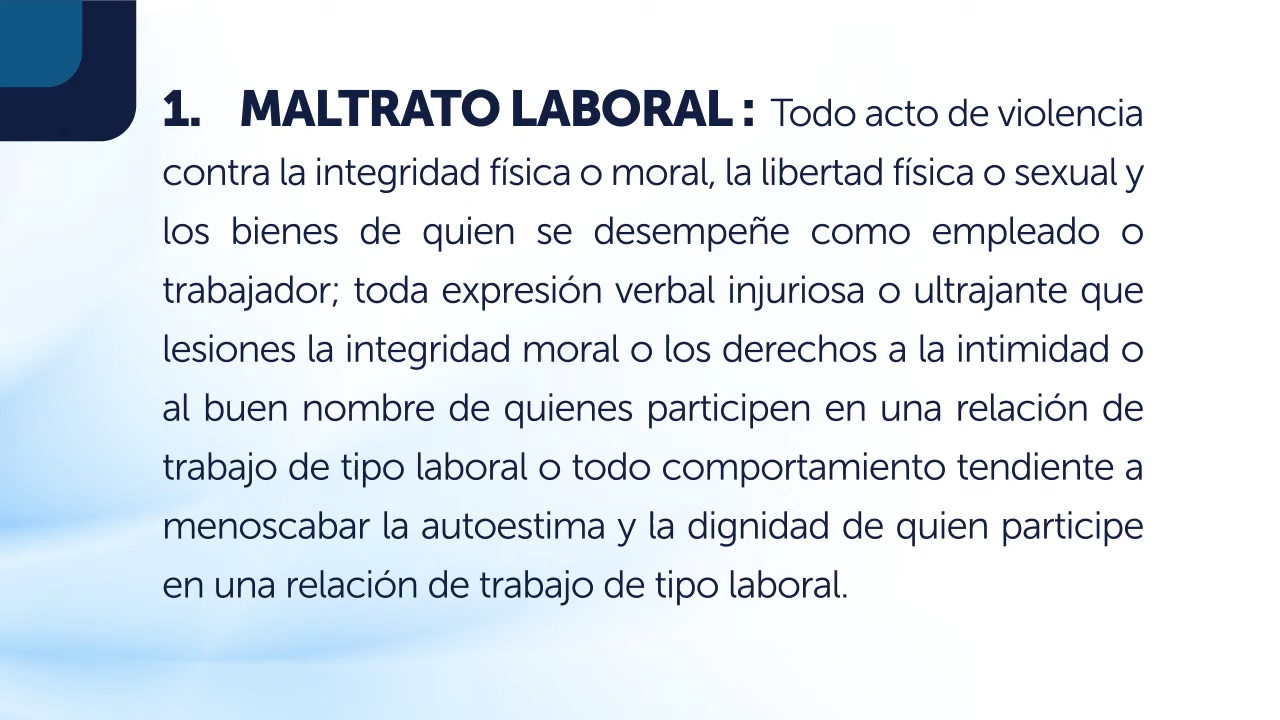 1. MALTRATO LABORAL : Todo acto de violencia
contra la integridad física o moral, la libertad física o sexual y
los bienes de quien se desempeñe como empleado o
trabajador; toda expresión verbal injuriosa o ultrajante que
lesiones la integridad moral o los derechos a la intimidad o
al buen nombre de quienes participen en una relación de
trabajo de tipo laboral o todo comportamiento tendiente a
menoscabar la autoestima y la dignidad de quien participe
en una relación de trabajo de tipo laboral.